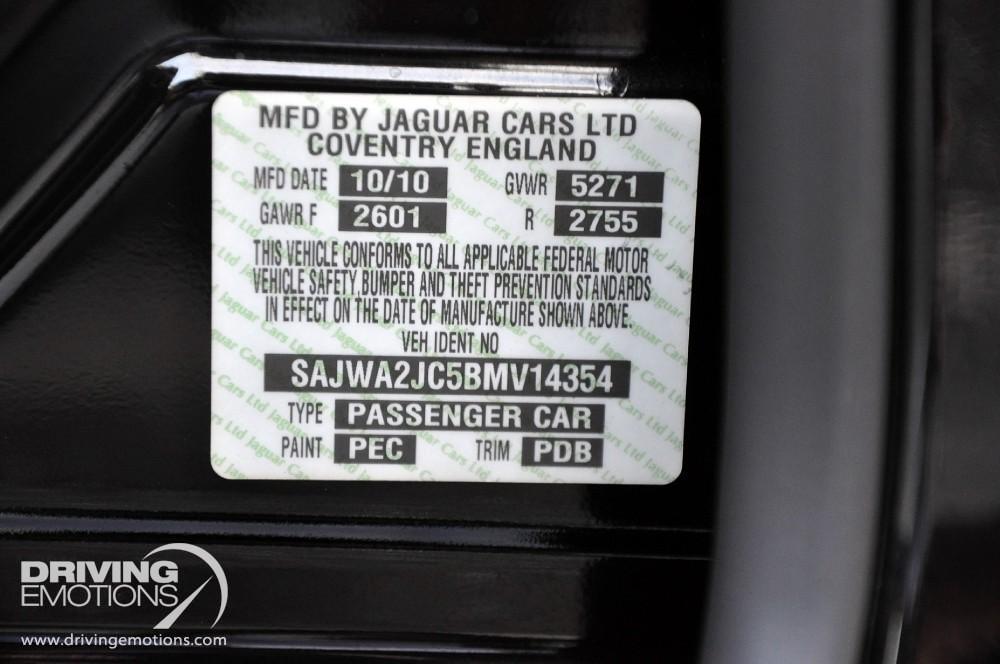 MFD BY JAGUAR CARS LTD
COVENTRY ENGLAND
MFD DATE 10/10 GVWR 5271
GAWR F 2601 R 2755
THIS VEHICLE CONFORMS TO ALL APPLICABLE FEDERAL MOTOR
VEHICLE SAFETY, BUMPER AND THEFT PREVENTION STANDARDS
IN EFFECT ON THE DATE OF MANUFACTURE SHOWN ABOVE.
VEH IDENT NO
SAJWA2JC5BMV14354
TYPE PASSENGER CAR
PAINT PEC TRIM PDB
DRIVING
EMOTIONS
www.drivingemotions.com